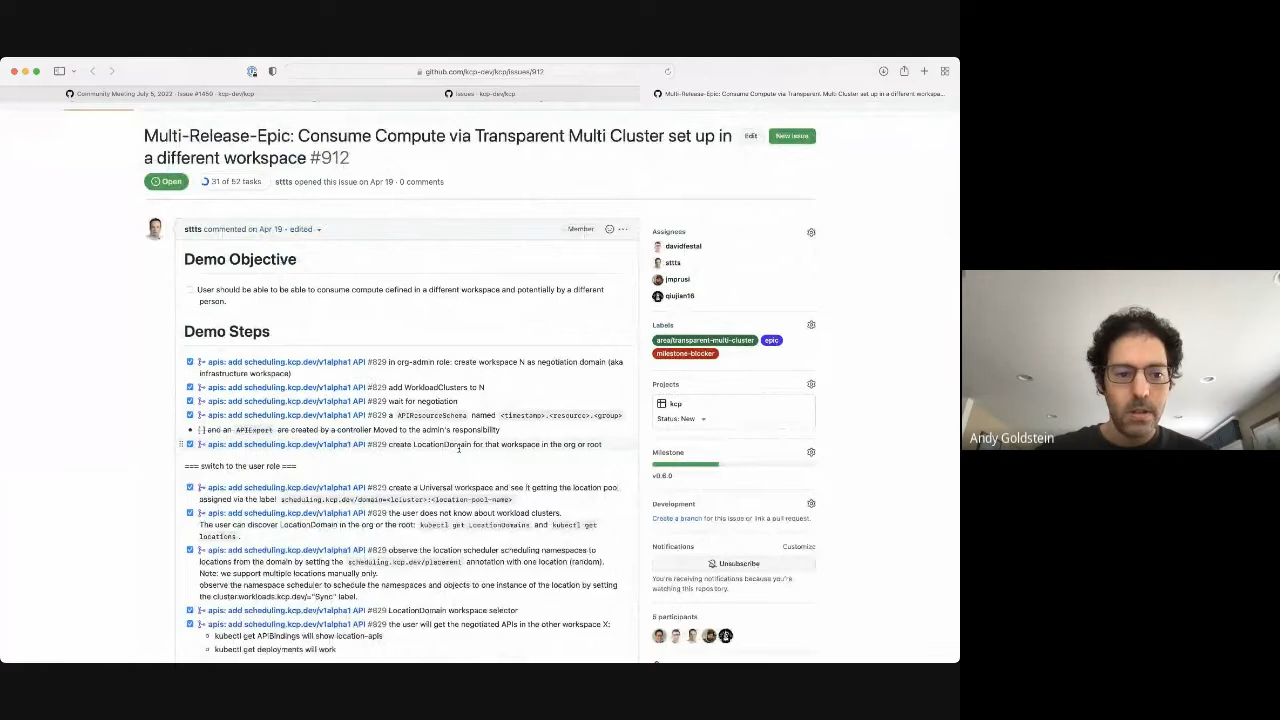 github.com/kcp-dev/kcp/issues/912
Community Meeting July 5, 2022 · Issue #1450 · kcp-dev/kcp
Issues · kcp-dev/kcp
Multi-Release-Epic: Consume Compute via Transparent Multi Cluster set up in a different workspa...
Multi-Release-Epic: Consume Compute via Transparent Multi Cluster set up in
a different workspace #912
Edit
New issue
Open
31 of 52 tasks
sttts opened this issue on Apr 19 · 0 comments
sttts commented on Apr 19 • edited
Member
Demo Objective
User should be able to be able to consume compute defined in a different workspace and potentially by a different
person.
Demo Steps
apis: add scheduling.kcp.dev/v1alpha1 API #829 in org-admin role: create workspace N as negotiation domain (aka
infrastructure workspace)
apis: add scheduling.kcp.dev/v1alpha1 API #829 add WorkloadClusters to N
apis: add scheduling.kcp.dev/v1alpha1 API #829 wait for negotiation
apis: add scheduling.kcp.dev/v1alpha1 API #829 a APIResourceSchema named <timestamp>.<resource>.<group>
[ ] and an APIExport are created by a controller Moved to the admin's responsibility
apis: add scheduling.kcp.dev/v1alpha1 API #829 create LocationDomain for that workspace in the org or root
=== switch to the user role ===
apis: add scheduling.kcp.dev/v1alpha1 API #829 create a Universal workspace and see it getting the location pool
assigned via the label scheduling.kcp.dev/domain=<lcluster>:<location-pool-name>
apis: add scheduling.kcp.dev/v1alpha1 API #829 the user does not know about workload clusters.
The user can discover LocationDomain in the org or the root: kubectl get LocationDomains and kubectl get
locations.
apis: add scheduling.kcp.dev/v1alpha1 API #829 observe the location scheduler scheduling namespaces to
locations from the domain by setting the scheduling.kcp.dev/placement annotation with one location (random).
Note: we support multiple locations manually only.
observe the namespace scheduler to schedule the namespaces and objects to one instance of the location by setting
the cluster.workloads.kcp.dev/="Sync" label.
apis: add scheduling.kcp.dev/v1alpha1 API #829 LocationDomain workspace selector
apis: add scheduling.kcp.dev/v1alpha1 API #829 the user will get the negotiated APIs in the other workspace X:
kubectl get APIBindings will show location-apis
kubectl get deployments will work
Assignees
davidfestal
sttts
jmprusi
qiujian16
Labels
area/transparent-multi-cluster
epic
milestone-blocker
Projects
kcp
Status: New
Milestone
v0.6.0
Development
Create a branch for this issue or link a pull request.
Notifications
Customize
Unsubscribe
You're receiving notifications because you're
watching this repository.
5 participants
Andy Goldstein